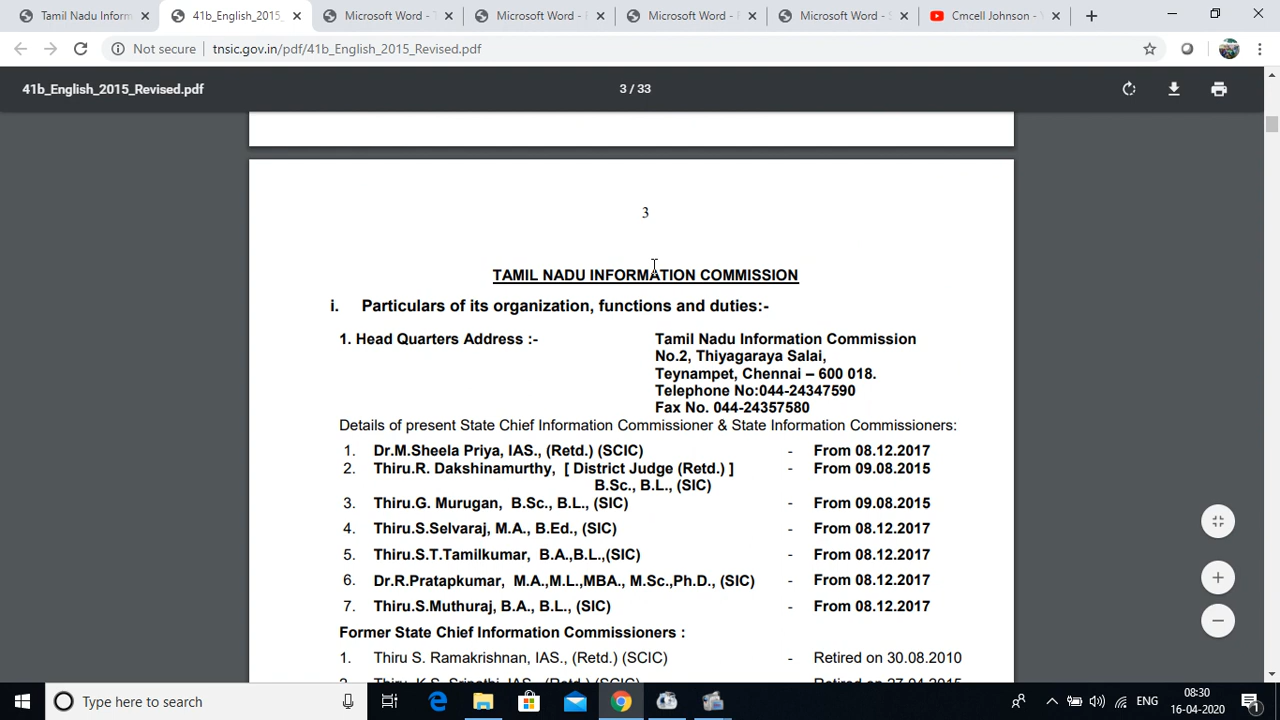 Tamil Nadu Inform
41b_English_2015_
Microsoft Word -
Microsoft Word -
Microsoft Word -
Microsoft Word -
Cmcell Johnson -
Not secure
tnsic.gov.in/pdf/41b_English_2015_Revised.pdf
41b_English_2015_Revised.pdf
3 / 33
3
TAMIL NADU INFORMATION COMMISSION
i. Particulars of its organization, functions and duties:-
1. Head Quarters Address :- Tamil Nadu Information Commission
No.2, Thiyagaraya Salai,
Teynampet, Chennai – 600 018.
Telephone No:044-24347590
Fax No. 044-24357580
Details of present State Chief Information Commissioner & State Information Commissioners:
1. Dr.M.Sheela Priya, IAS., (Retd.) (SCIC) - From 08.12.2017
2. Thiru.R. Dakshinamurthy, [ District Judge (Retd.) ] - From 09.08.2015
B.Sc., B.L., (SIC)
3. Thiru.G. Murugan, B.Sc., B.L., (SIC) - From 09.08.2015
4. Thiru.S.Selvaraj, M.A., B.Ed., (SIC) - From 08.12.2017
5. Thiru.S.T.Tamilkumar, B.A.,B.L.,(SIC) - From 08.12.2017
6. Dr.R.Pratapkumar, M.A.,M.L.,MBA., M.Sc.,Ph.D., (SIC) - From 08.12.2017
7. Thiru.S.Muthuraj, B.A., B.L., (SIC) - From 08.12.2017
Former State Chief Information Commissioners :
1. Thiru S. Ramakrishnan, IAS., (Retd.) (SCIC) - Retired on 30.08.2010
Type here to search
ENG
08:30
16-04-2020
1